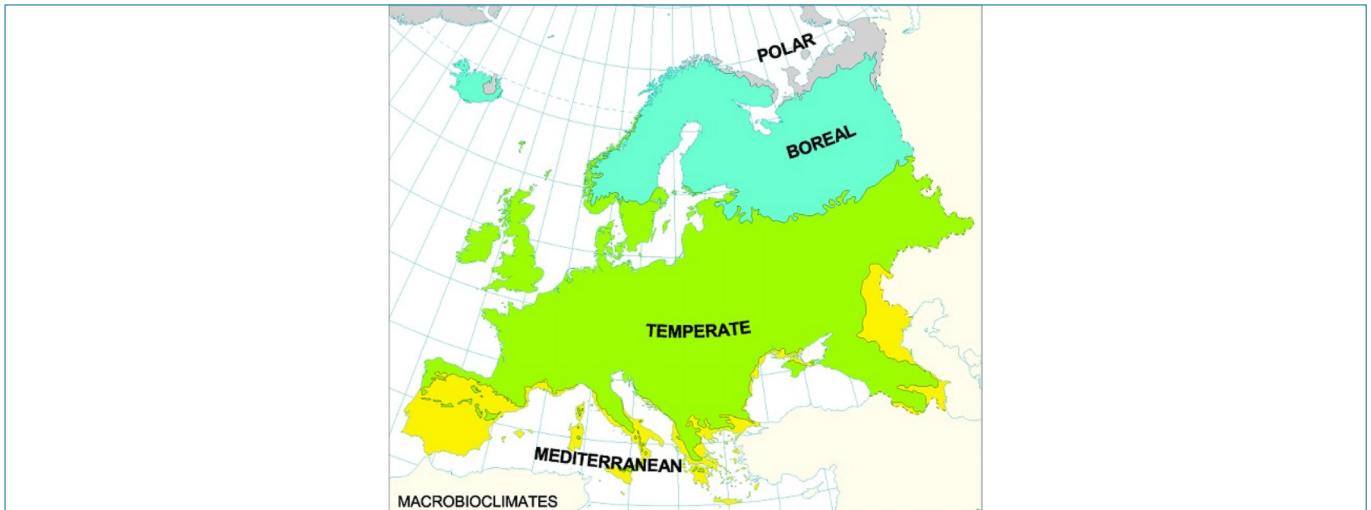 POLAR
BOREAL
TEMPERATE
MEDITERRANEAN
MACROBIOCLIMATES